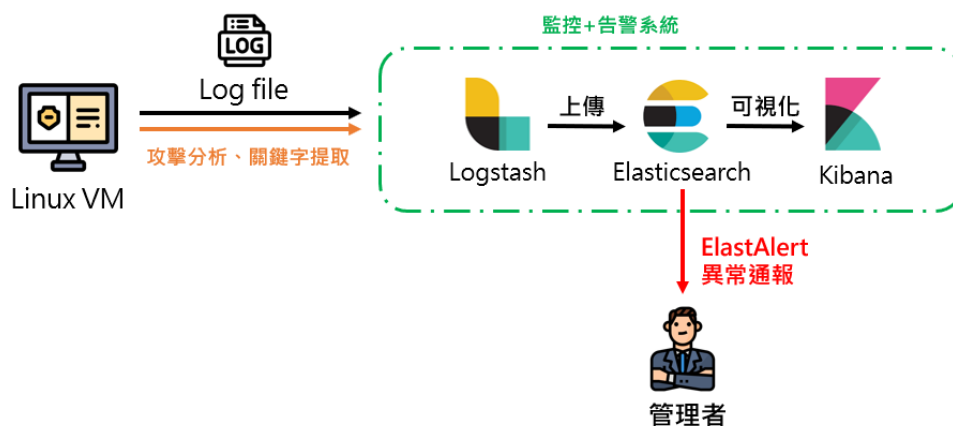 監控+告警系統
LOG
Log file
攻擊分析、關鍵字提取
Linux VM
上傳
可視化
Logstash
Elasticsearch
Kibana
ElastAlert
異常通報
管理者